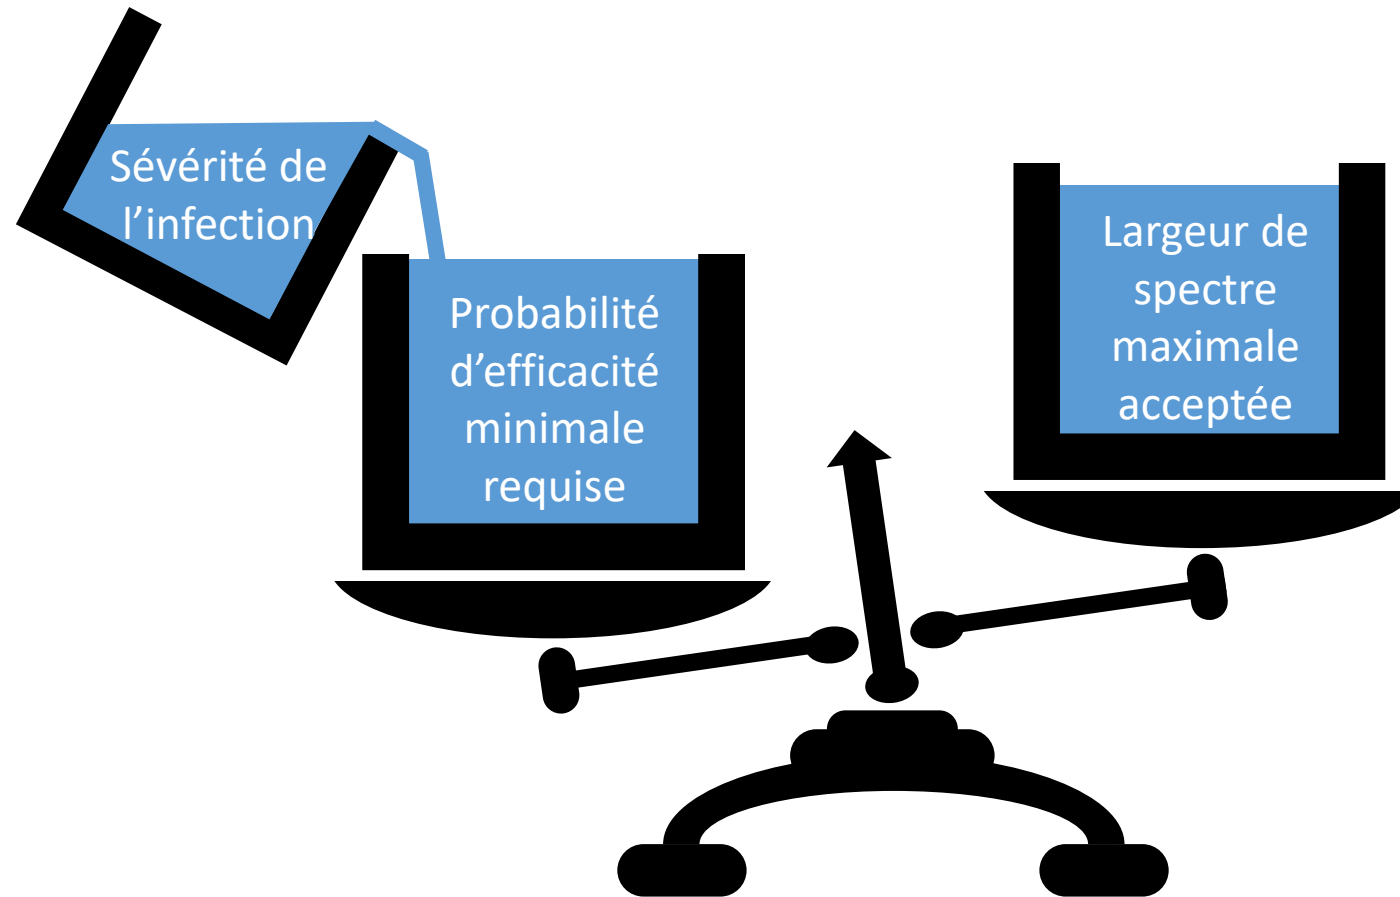 Sévérité de
l’infection
Probabilité
d’efficacité
minimale
requise
Largeur de
spectre
maximale
acceptée